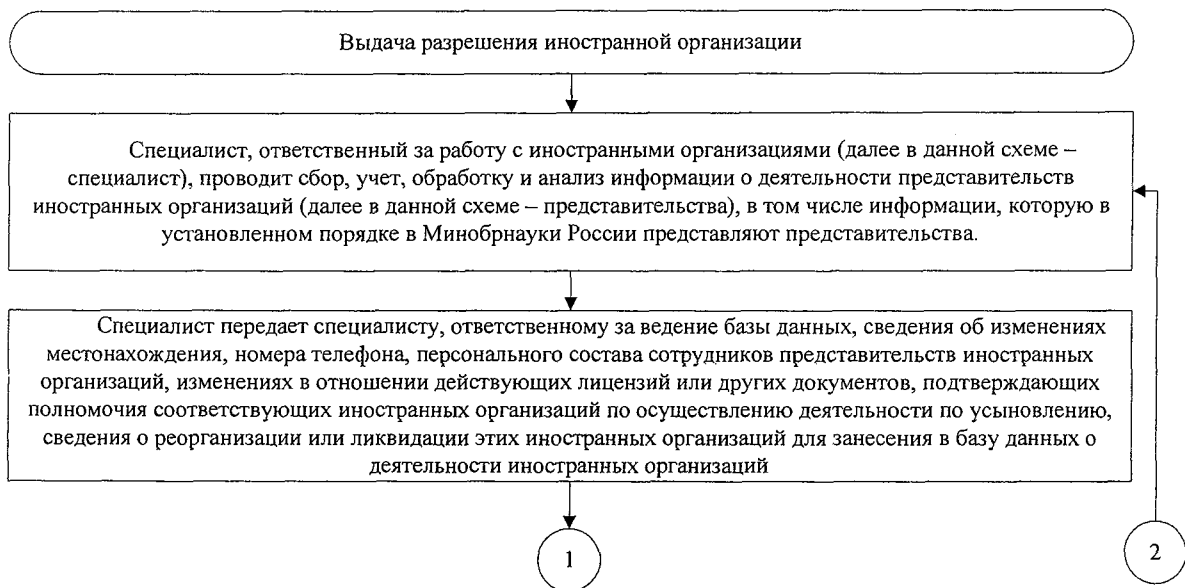 Выдача разрешения иностранной организации
Специалист, ответственный за работу с иностранными организациями (далее в данной схеме –
специалист), проводит сбор, учет, обработку и анализ информации о деятельности представительств
иностранных организаций (далее в данной схеме – представительства), в том числе информации, которую в
установленном порядке в Минобрнауки России представляют представительства.
Специалист передает специалисту, ответственному за ведение базы данных, сведения об изменениях
местонахождения, номера телефона, персонального состава сотрудников представительств иностранных
организаций, изменениях в отношении действующих лицензий или других документов, подтверждающих
полномочия соответствующих иностранных организаций по осуществлению деятельности по усыновлению,
сведения о реорганизации или ликвидации этих иностранных организаций для занесения в базу данных о
деятельности иностранных организаций
1
2